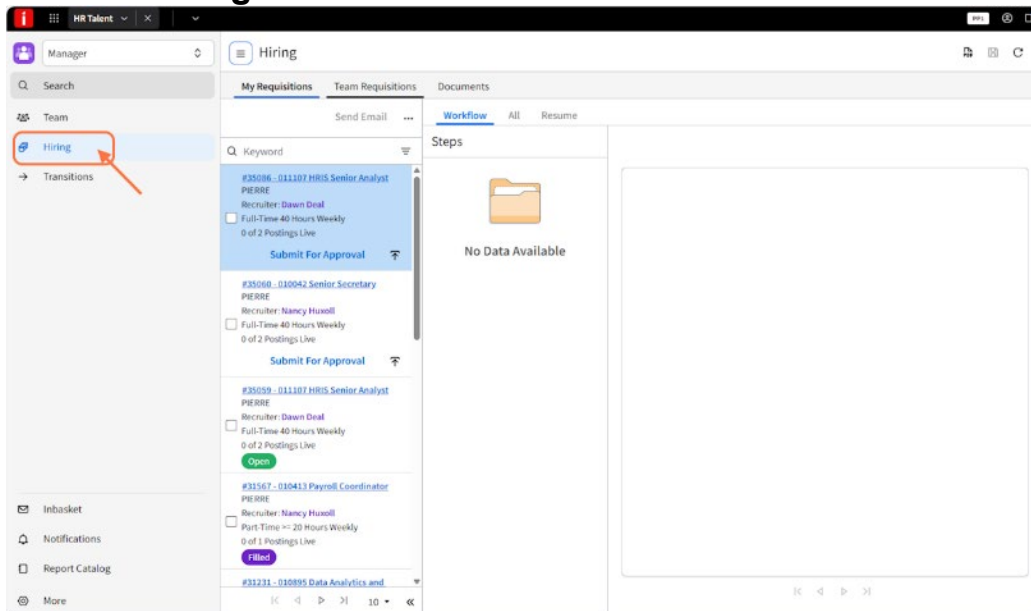 HR Talent
PP1
Manager
Hiring
Search
My Requisitions Team Requisitions Documents
Team
Send Email ... Workflow All Resume
Hiring
Keyword
Steps
Transitions
#35086 - 011107 HRIS Senior Analyst
PIERRE
Recruiter: Dawn Deal
Full-Time 40 Hours Weekly
0 of 2 Postings Live
Submit For Approval
No Data Available
#35060 - 010042 Senior Secretary
PIERRE
Recruiter: Nancy Huxoll
Full-Time 40 Hours Weekly
0 of 2 Postings Live
Submit For Approval
#35059 - 011107 HRIS Senior Analyst
PIERRE
Recruiter: Dawn Deal
Full-Time 40 Hours Weekly
0 of 2 Postings Live
Open
#31567 - 010413 Payroll Coordinator
PIERRE
Recruiter: Nancy Huxoll
Part-Time >= 20 Hours Weekly
0 of 1 Postings Live
Filled
#31231 - 010895 Data Analytics and
10
Inbasket
Notifications
Report Catalog
More